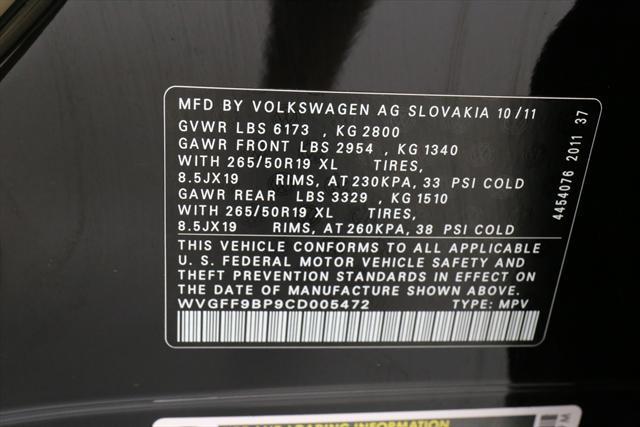 MFD BY VOLKSWAGEN AG SLOVAKIA 10/11
GVWR LBS 6173 , KG 2800
GAWR FRONT LBS 2954 , KG 1340
WITH 265/50R19 XL TIRES,
8.5JX19 RIMS, AT 230KPA, 33 PSI COLD
GAWR REAR LBS 3329 , KG 1510
WITH 265/50R19 XL TIRES,
8.5JX19 RIMS, AT 260KPA, 38 PSI COLD
THIS VEHICLE CONFORMS TO ALL APPLICABLE
U. S. FEDERAL MOTOR VEHICLE SAFETY AND
THEFT PREVENTION STANDARDS IN EFFECT ON
THE DATE OF MANUFACTURE SHOWN ABOVE.
WVGFF9BP9CD005472 TYPE: MPV
4454076 2011 37
AND LOADING INFORMATION